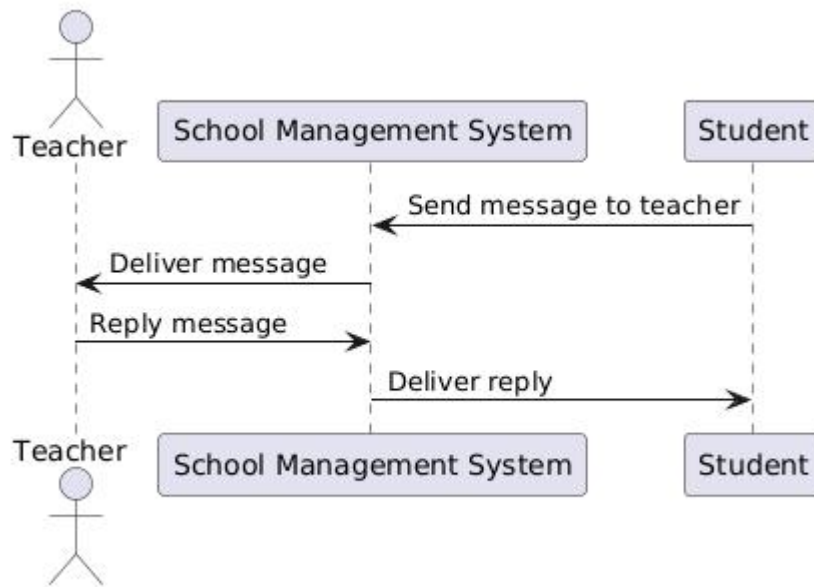 Teacher
School Management System
Student
Send message to teacher
Deliver message
Reply message
Deliver reply
Teacher
School Management System
Student